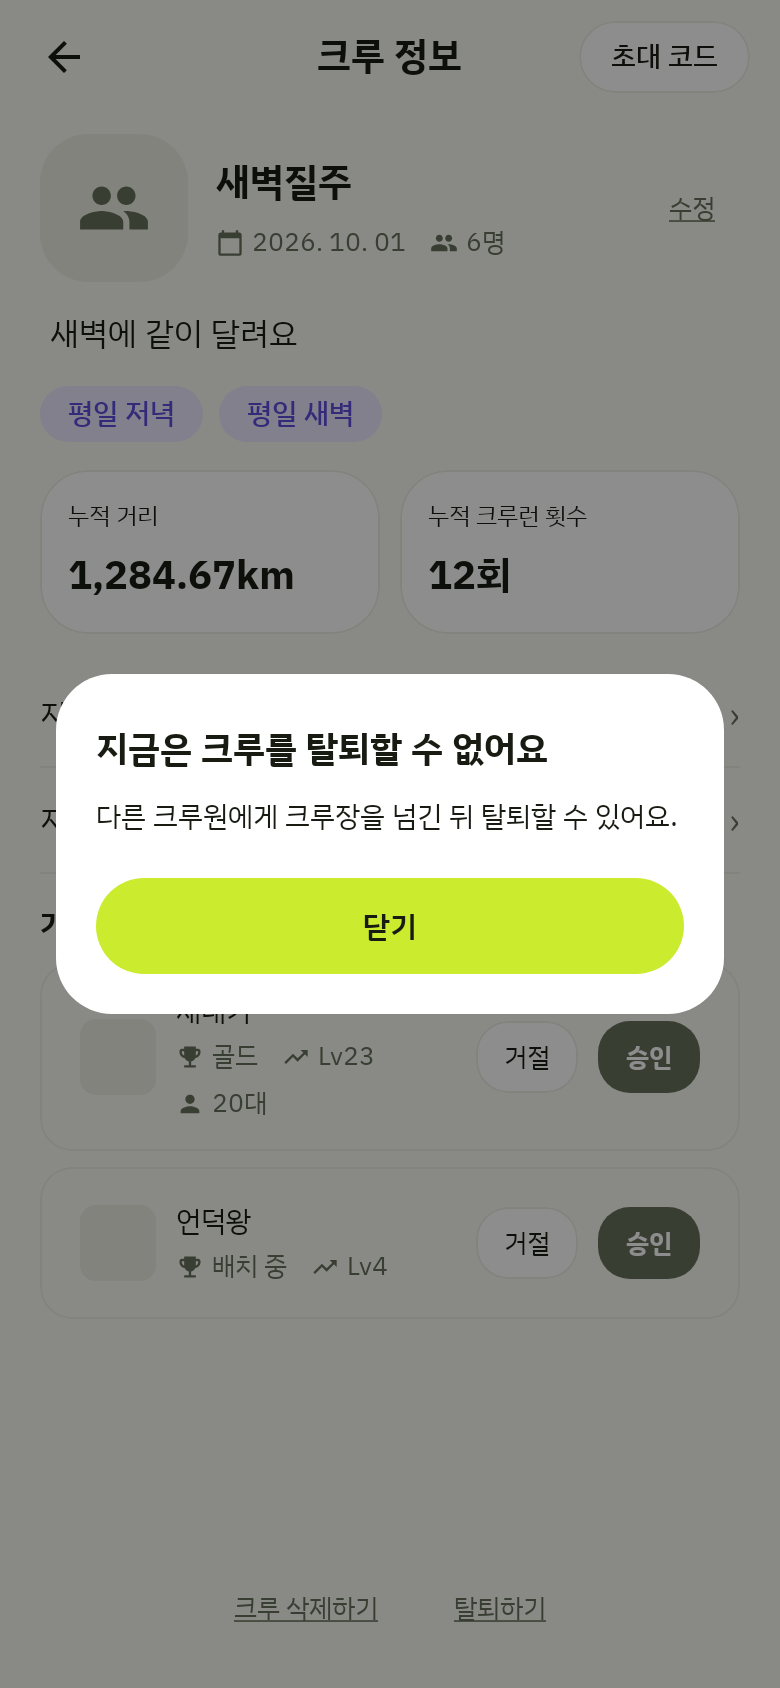 크루 정보
초대 코드
새벽질주
수정
2026. 10. 01 6명
새벽에 같이 달려요
평일 저녁 평일 새벽
누적 거리
1,284.67km
누적 크루런 횟수
12회
지금은 크루를 탈퇴할 수 없어요
다른 크루원에게 크루장을 넘긴 뒤 탈퇴할 수 있어요.
닫기
골드 Lv23
20대
거절 승인
언덕왕
배치 중 Lv4
거절 승인
크루 삭제하기 탈퇴하기